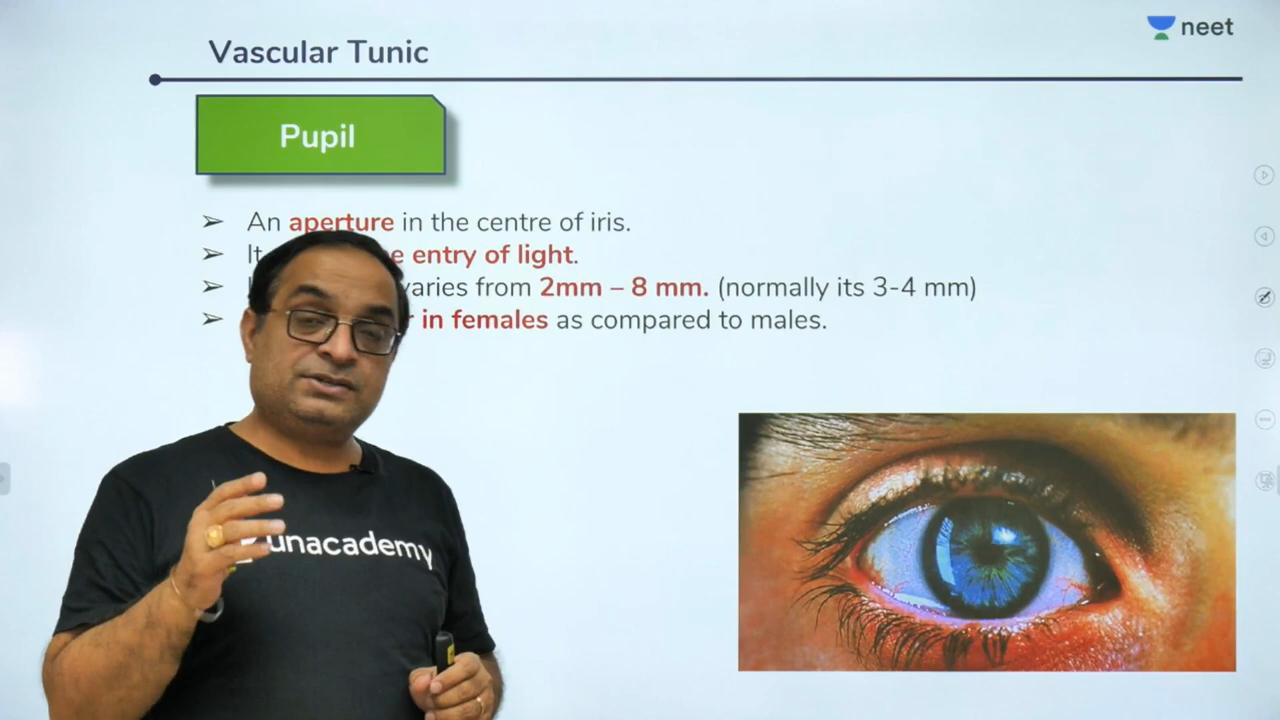 neet
Vascular Tunic
Pupil
➢ An aperture in the centre of iris.
➢ It entry of light.
➢ varies from 2mm – 8 mm. (normally its 3-4 mm)
➢ in females as compared to males.
unacademy